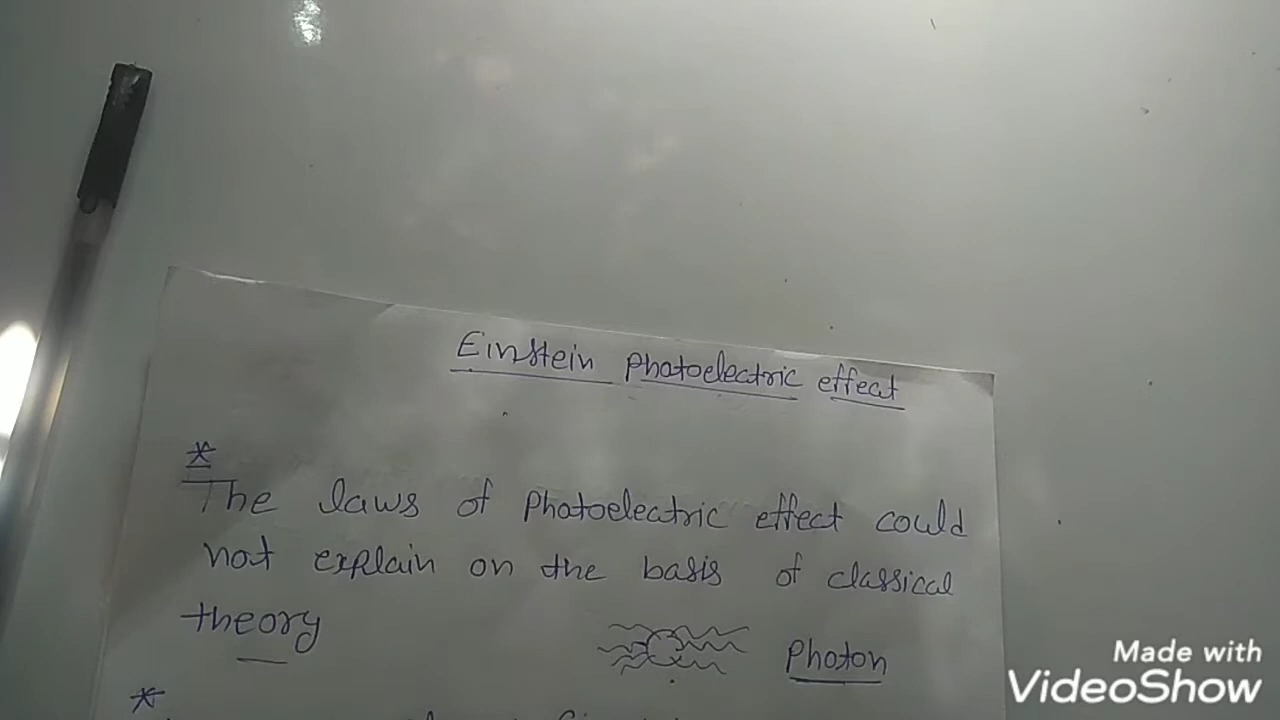 Einstein Photoelectric effect
*
The laws of Photoelectric effect could
not explain on the basis of classical
theory
Photon
*
Made with
VideoShow